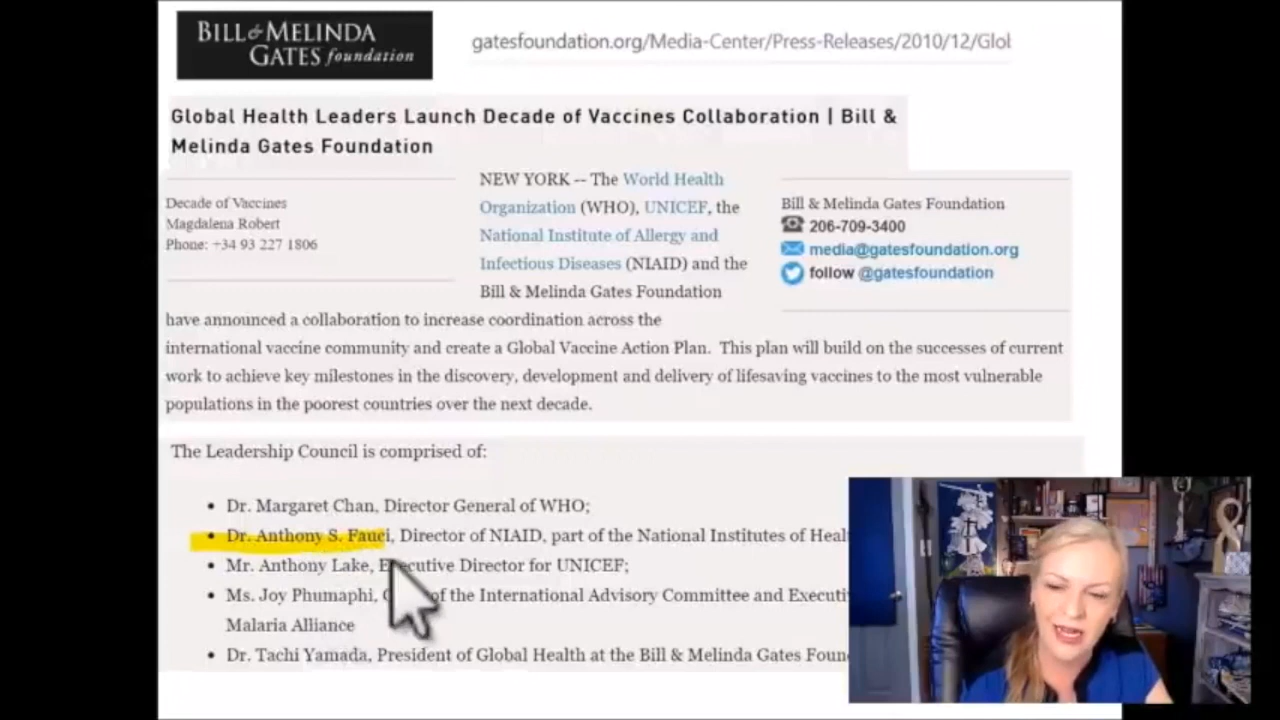 BILL & MELINDA
GATES foundation
gatesfoundation.org/Media-Center/Press-Releases/2010/12/Glol
Global Health Leaders Launch Decade of Vaccines Collaboration | Bill &
Melinda Gates Foundation
Decade of Vaccines
Magdalena Robert
Phone: +34 93 227 1806
NEW YORK -- The World Health
Organization (WHO), UNICEF, the
National Institute of Allergy and
Infectious Diseases (NIAID) and the
Bill & Melinda Gates Foundation
Bill & Melinda Gates Foundation
206-709-3400
media@gatesfoundation.org
follow @gatesfoundation
have announced a collaboration to increase coordination across the
international vaccine community and create a Global Vaccine Action Plan. This plan will build on the successes of current
work to achieve key milestones in the discovery, development and delivery of lifesaving vaccines to the most vulnerable
populations in the poorest countries over the next decade.
The Leadership Council is comprised of:
• Dr. Margaret Chan, Director General of WHO;
• Dr. Anthony S. Fauci, Director of NIAID, part of the National Institutes of Heal
• Mr. Anthony Lake, Executive Director for UNICEF;
• Ms. Joy Phumaphi, of the International Advisory Committee and Executi
Malaria Alliance
• Dr. Tachi Yamada, President of Global Health at the Bill & Melinda Gates Foun